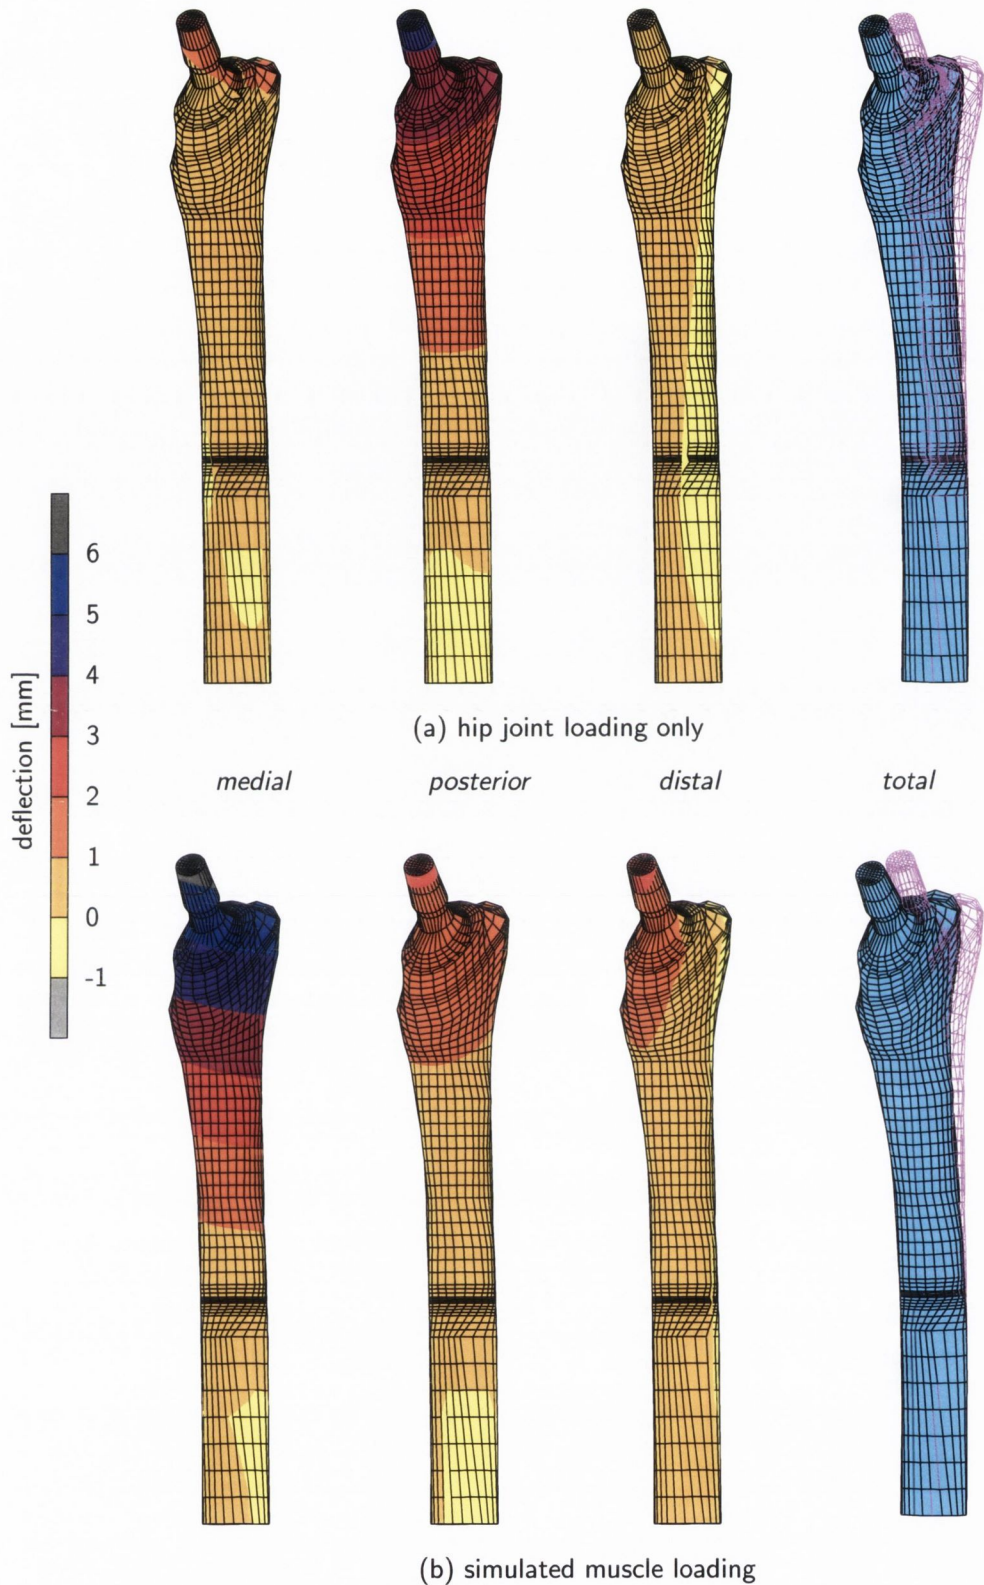 6
5
4
3
2
1
0
-1
deflection [mm]
(a) hip joint loading only
medial posterior distal total
(b) simulated muscle loading